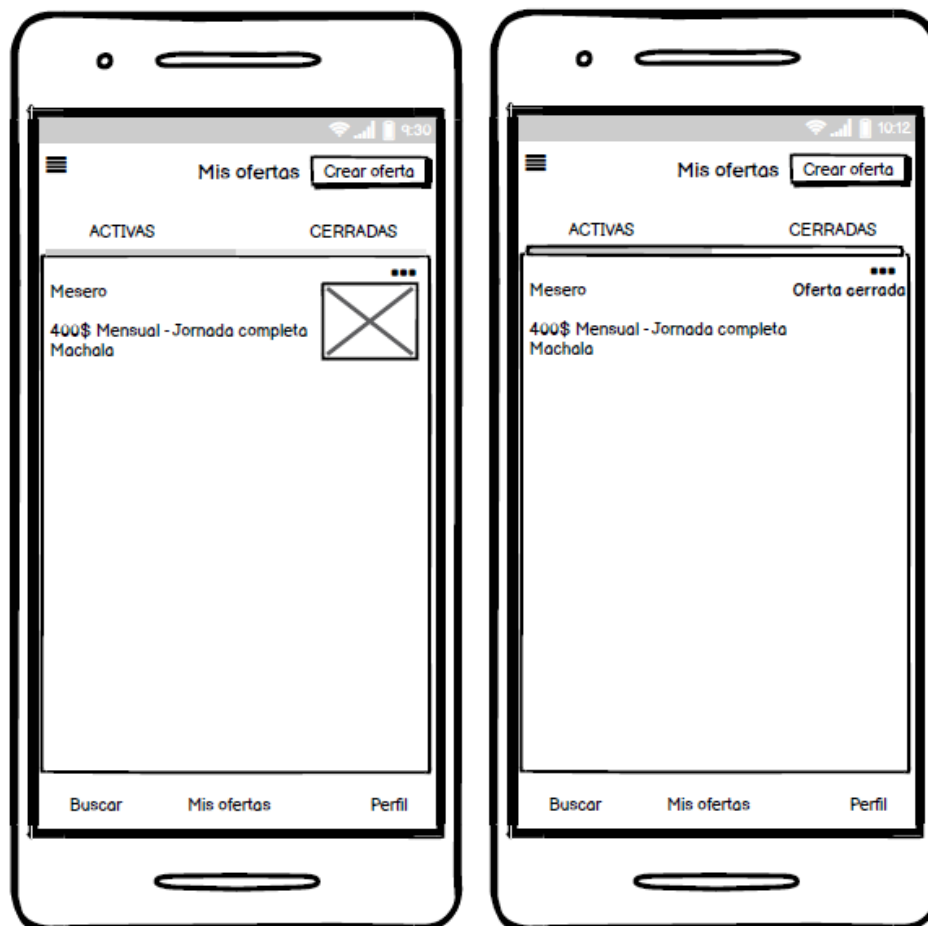 9:30
Mis ofertas
Crear oferta
ACTIVAS
CERRADAS
Mesero
400$ Mensual - Jornada completa
Machala
Buscar
Mis ofertas
Perfil
10:12
Mis ofertas
Crear oferta
ACTIVAS
CERRADAS
Mesero
Oferta cerrada
400$ Mensual - Jornada completa
Machala
Buscar
Mis ofertas
Perfil